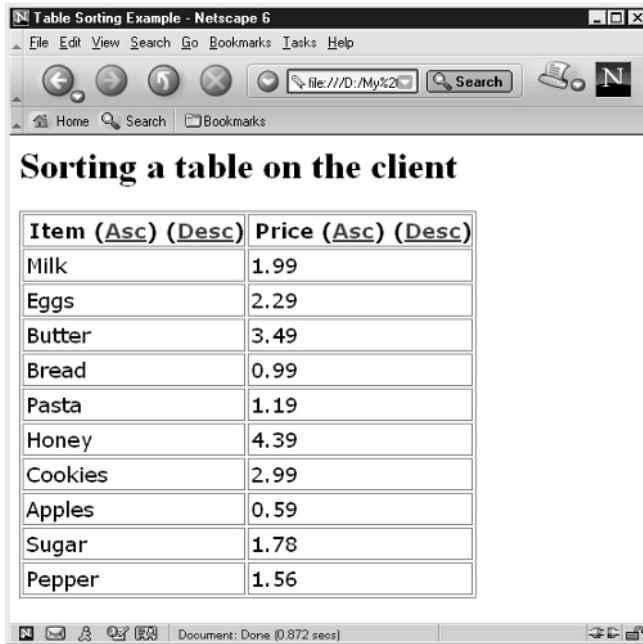 Table Sorting Example - Netscape 6
File Edit View Search Go Bookmarks Tasks Help
file:///D:/My%20 Search N
Home Search Bookmarks
Sorting a table on the client
Item (Asc) (Desc) Price (Asc) (Desc)
Milk 1.99
Eggs 2.29
Butter 3.49
Bread 0.99
Pasta 1.19
Honey 4.39
Cookies 2.99
Apples 0.59
Sugar 1.78
Pepper 1.56
Document: Done (0.872 secs)